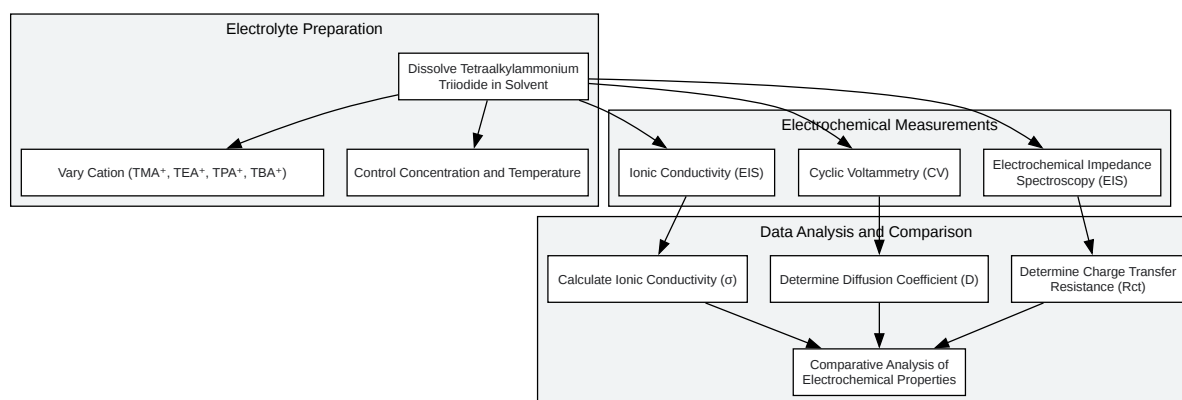 Electrolyte Preparation
Dissolve Tetraalkylammonium
Triiodide in Solvent
Electrochemical Measurements
Vary Cation (TMA⁺, TEA⁺, TPA⁺, TBA⁺)
Control Concentration and Temperature
Ionic Conductivity (EIS)
Cyclic Voltammetry (CV)
Electrochemical Impedance
Spectroscopy (EIS)
Data Analysis and Comparison
Calculate Ionic Conductivity (σ)
Determine Diffusion Coefficient (D)
Determine Charge Transfer
Resistance (Rct)
Comparative Analysis of
Electrochemical Properties